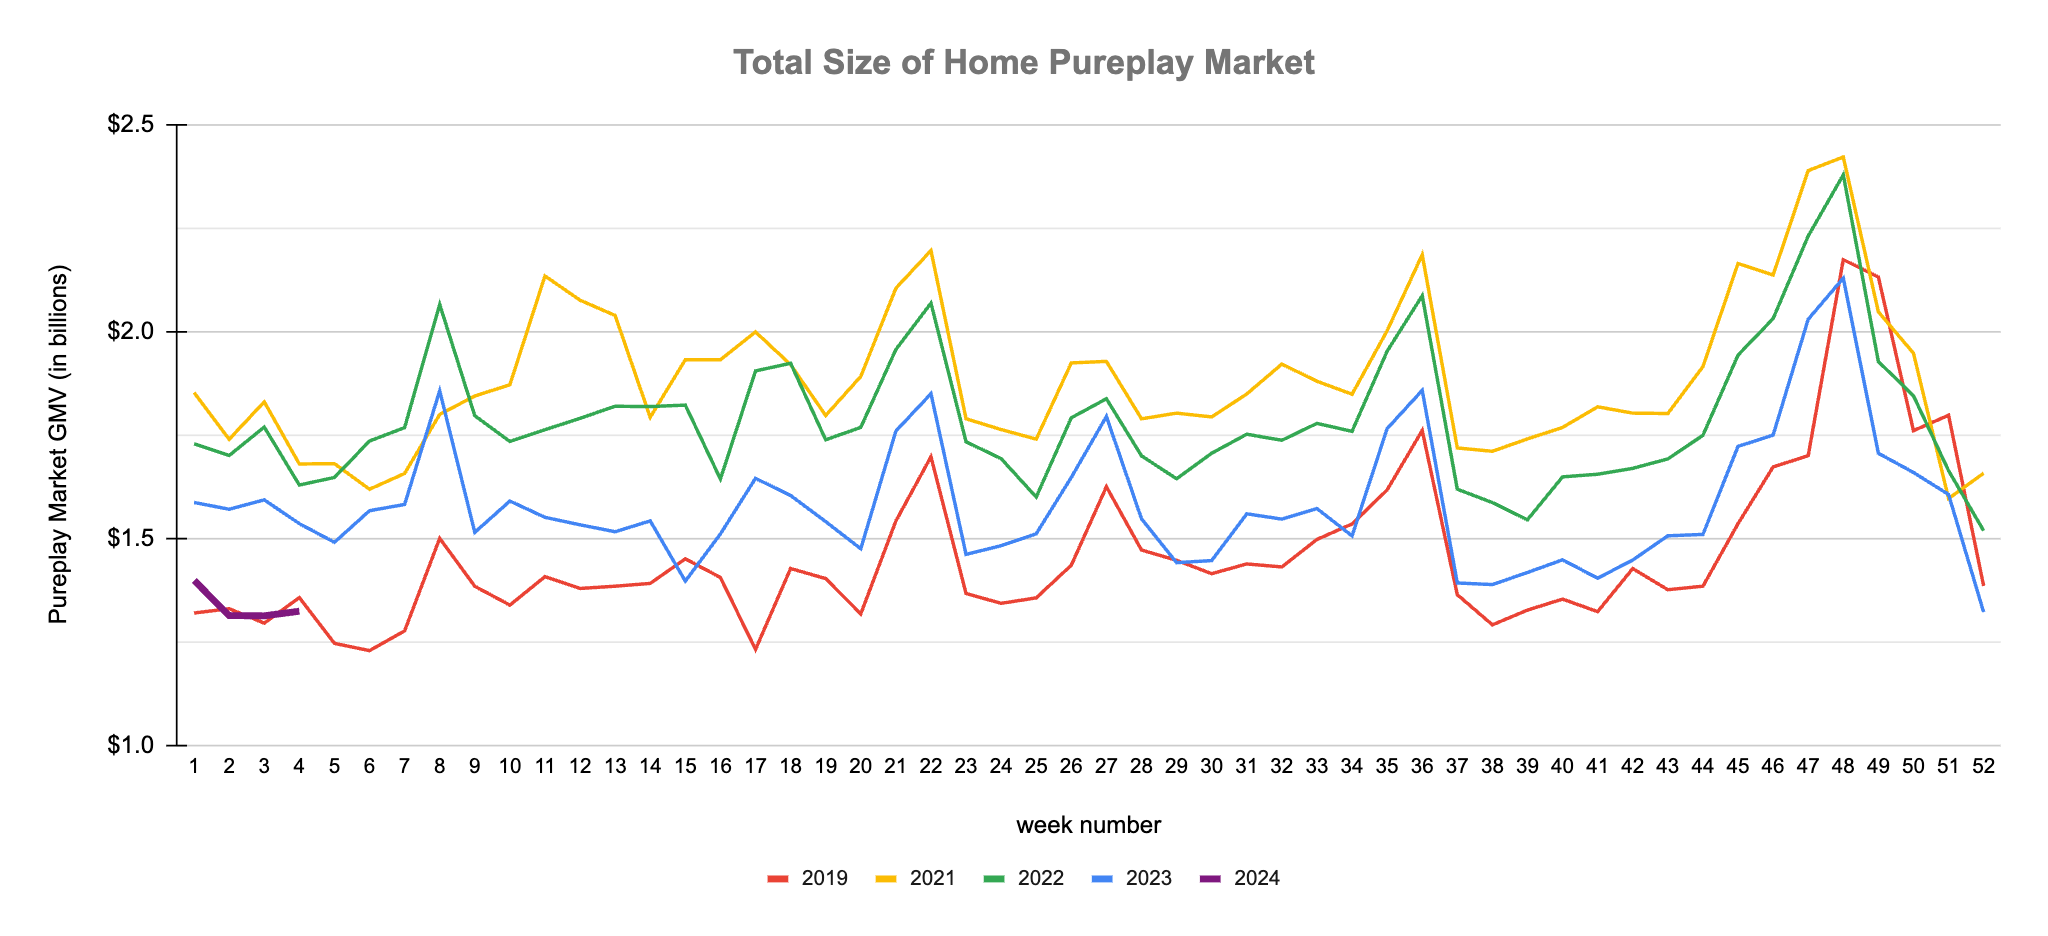 Total Size of Home Pureplay Market
Pureplay Market GMV (in billions)
$2.5
$2.0
$1.5
$1.0
1 2 3 4 5 6 7 8 9 10 11 12 13 14 15 16 17 18 19 20 21 22 23 24 25 26 27 28 29 30 31 32 33 34 35 36 37 38 39 40 41 42 43 44 45 46 47 48 49 50 51 52
week number
2019 2021 2022 2023 2024